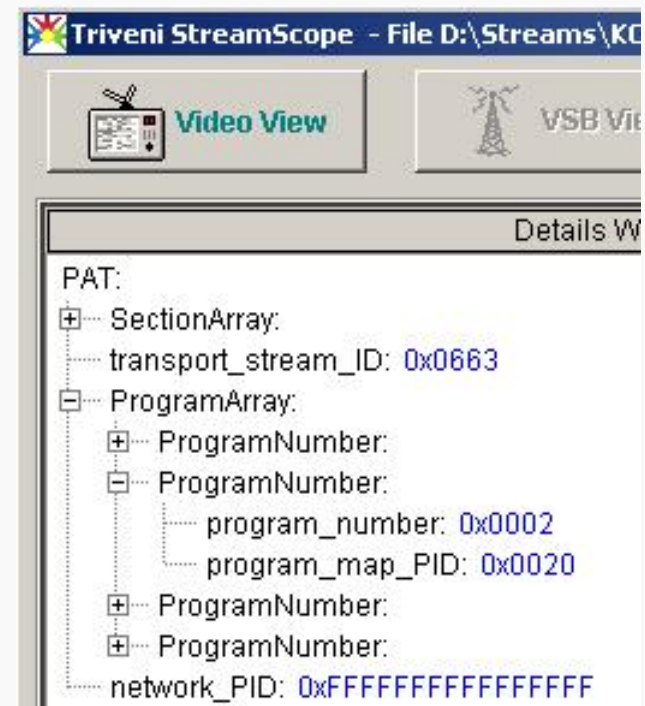 Triveni StreamScope - File D:\Streams\KC
Video View
VSB Vie
Details W
PAT:
SectionArray:
transport_stream_ID: 0x0663
ProgramArray:
ProgramNumber:
ProgramNumber:
program_number: 0x0002
program_map_PID: 0x0020
ProgramNumber:
ProgramNumber:
network_PID: 0xFFFFFFFFFFFFFFFF